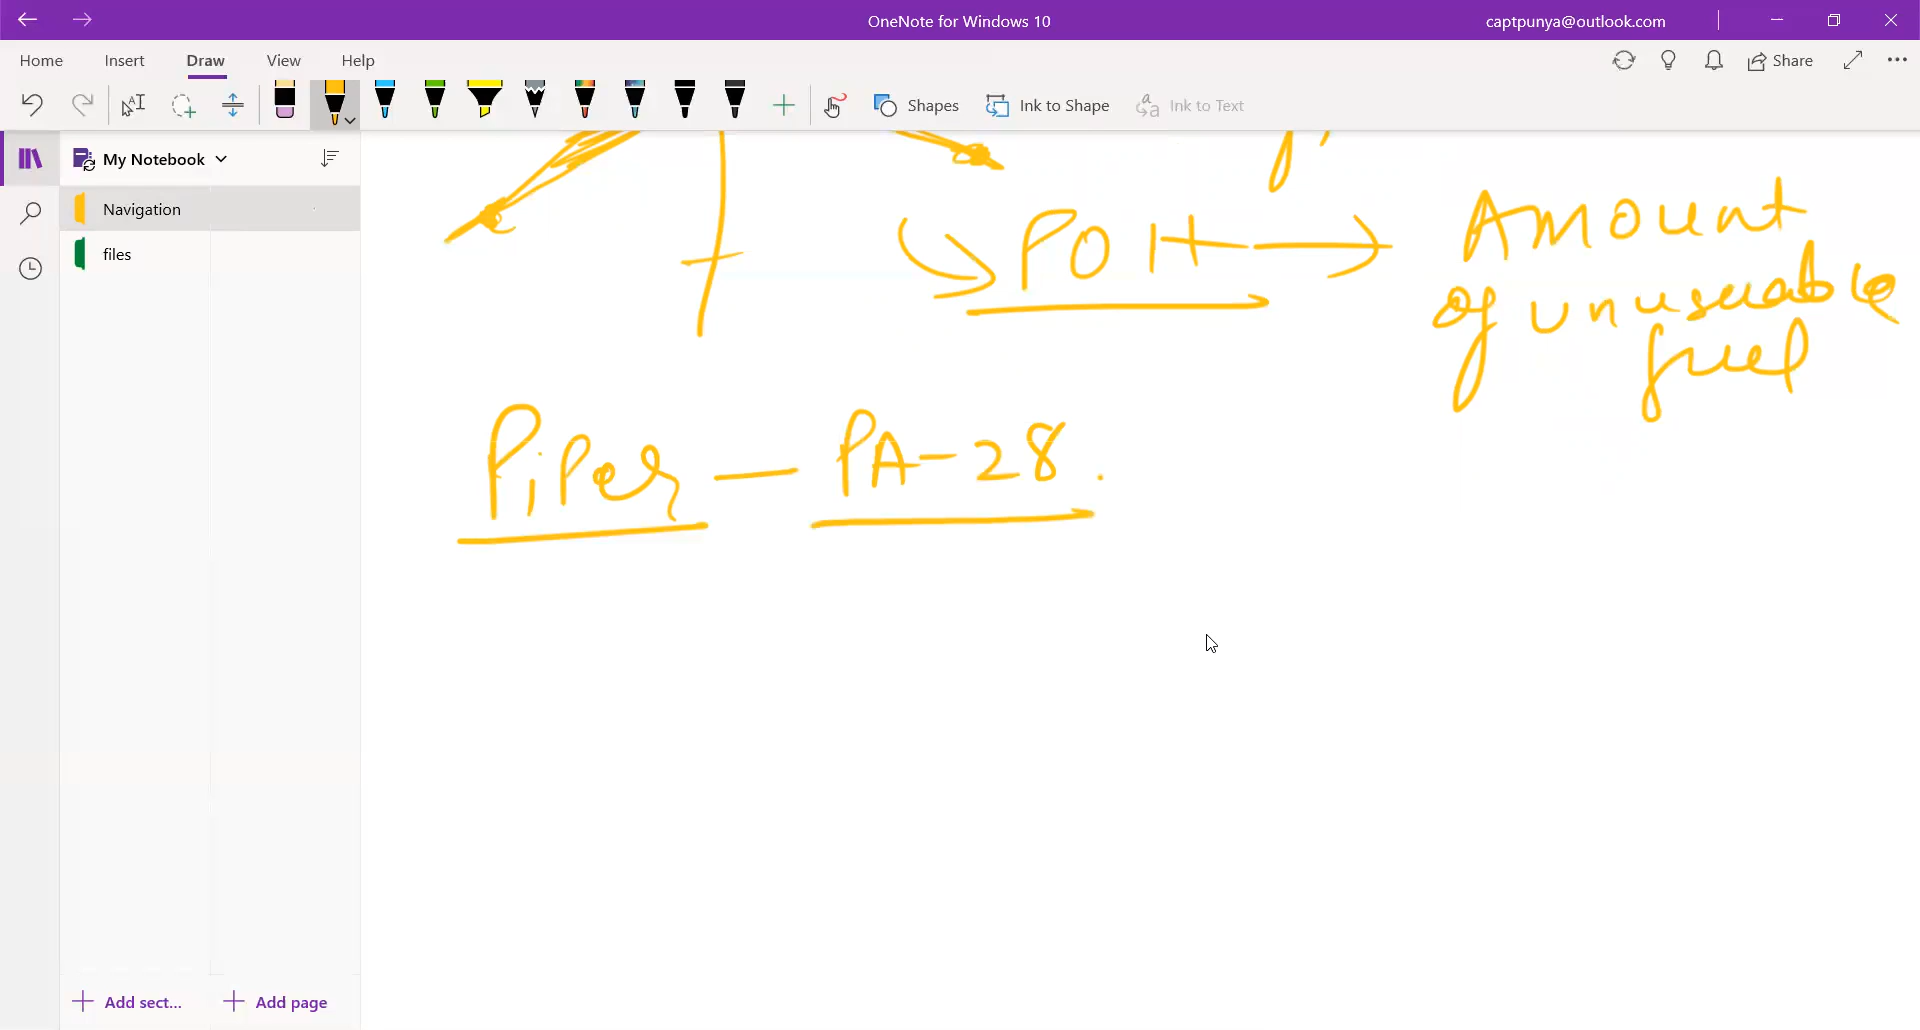 OneNote for Windows 10
captpunya@outlook.com
Home Insert Draw View Help
Share
Shapes Ink to Shape Ink to Text
My Notebook
Navigation
files
POH → Amount
of unuseable
fuel
Piper — PA-28.
Add sect... Add page